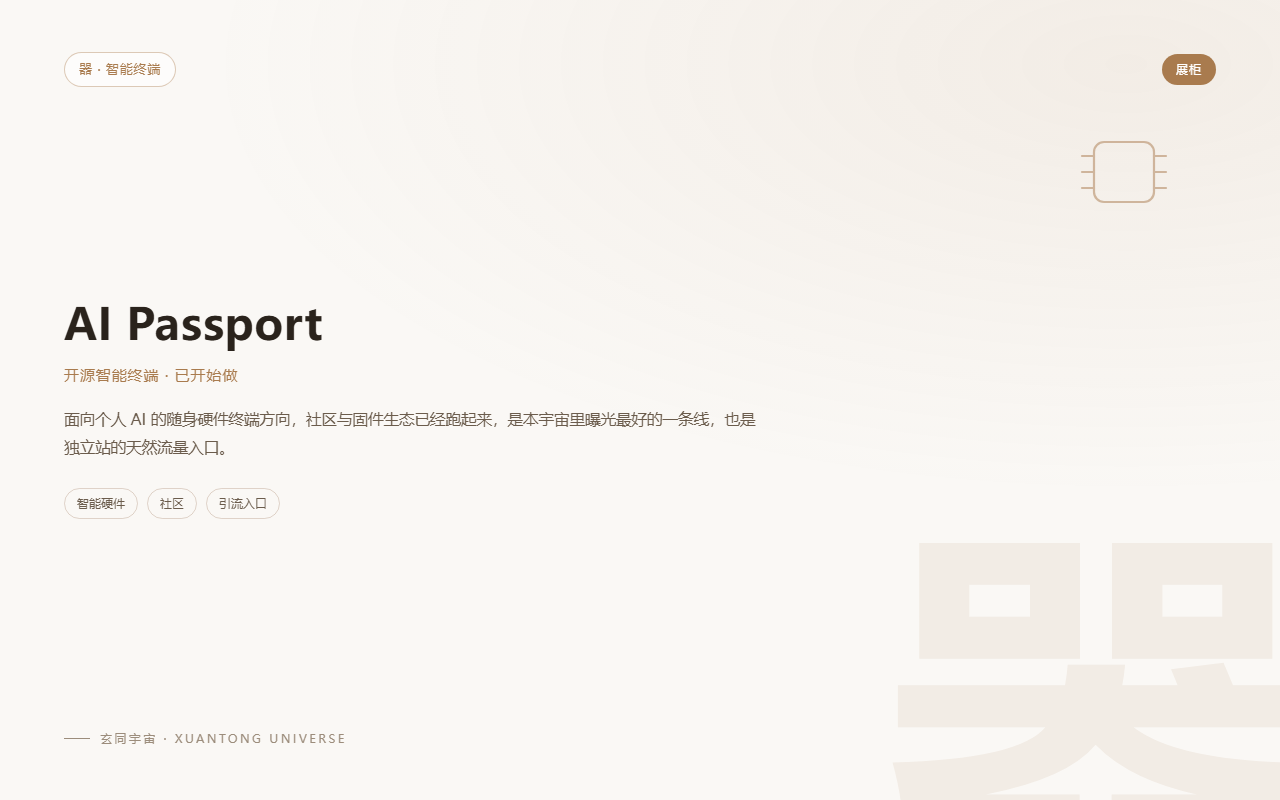 器 · 智能终端
展柜
AI Passport
开源智能终端 · 已开始做
面向个人 AI 的随身硬件终端方向，社区与固件生态已经跑起来，是本宇宙里曝光最好的一条线，也是
独立站的天然流量入口。
智能硬件
社区
引流入口
器
玄同宇宙 · XUANTONG UNIVERSE